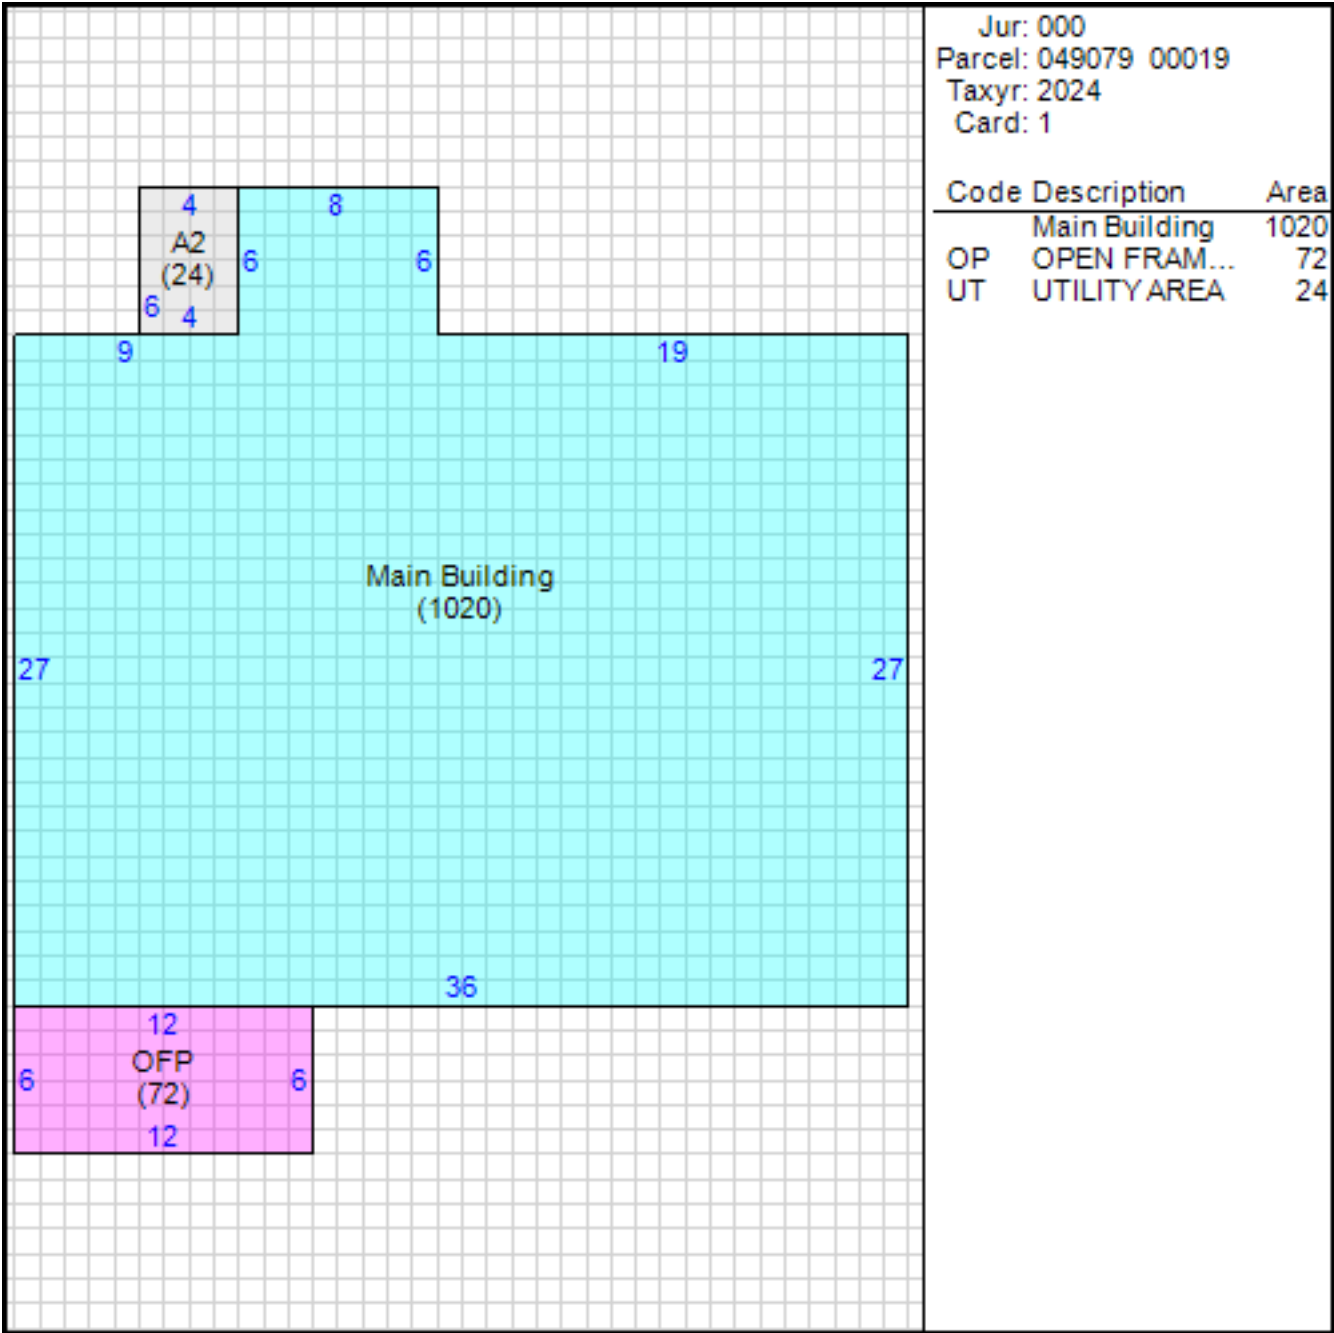 Jur: 000
Parcel: 049079 00019
Taxyr: 2024
Card: 1
Code Description Area
Main Building 1020
OP OPEN FRAM... 72
UT UTILITY AREA 24
4
8
A2
(24)
6
6
6
4
9
19
Main Building
(1020)
27
27
36
12
OFP
(72)
6
6
12